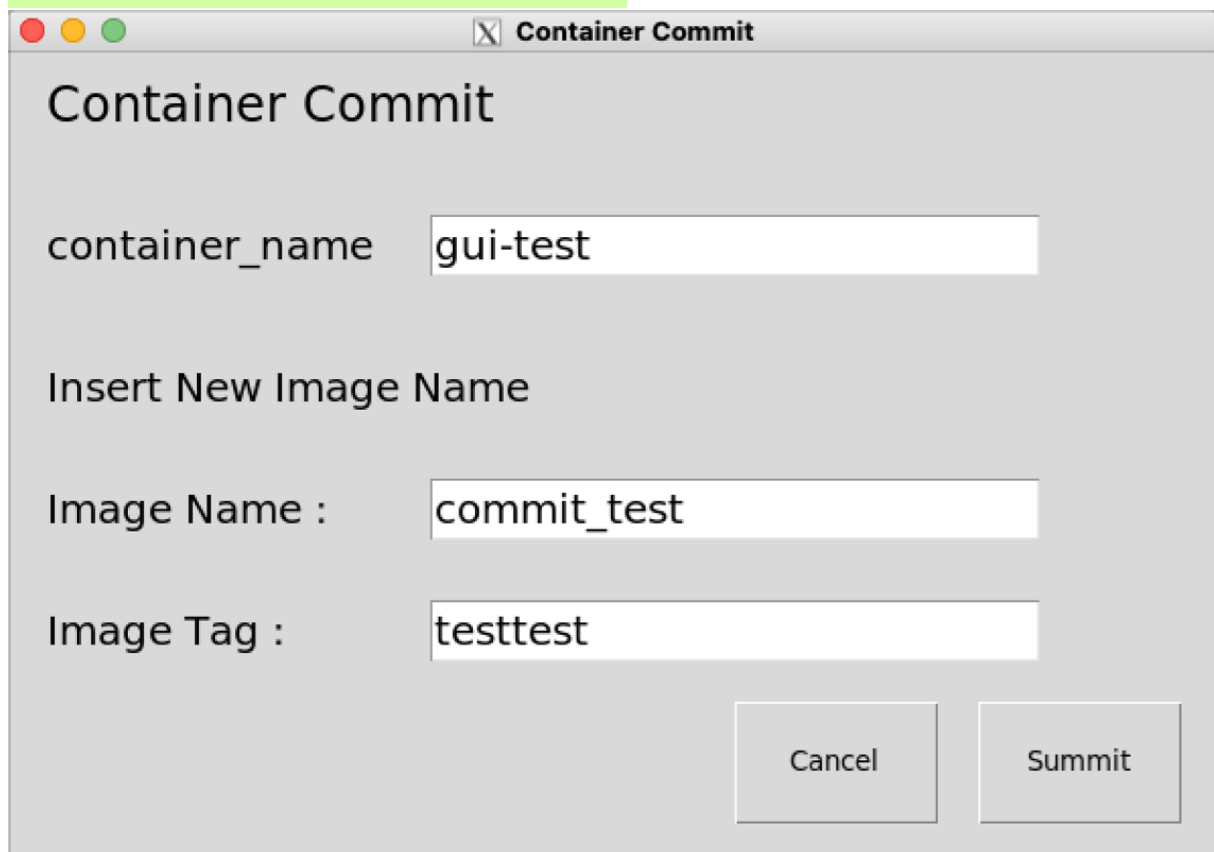 Container Commit
Container Commit
container_name gui-test
Insert New Image Name
Image Name : commit_test
Image Tag : testtest
Cancel Summit